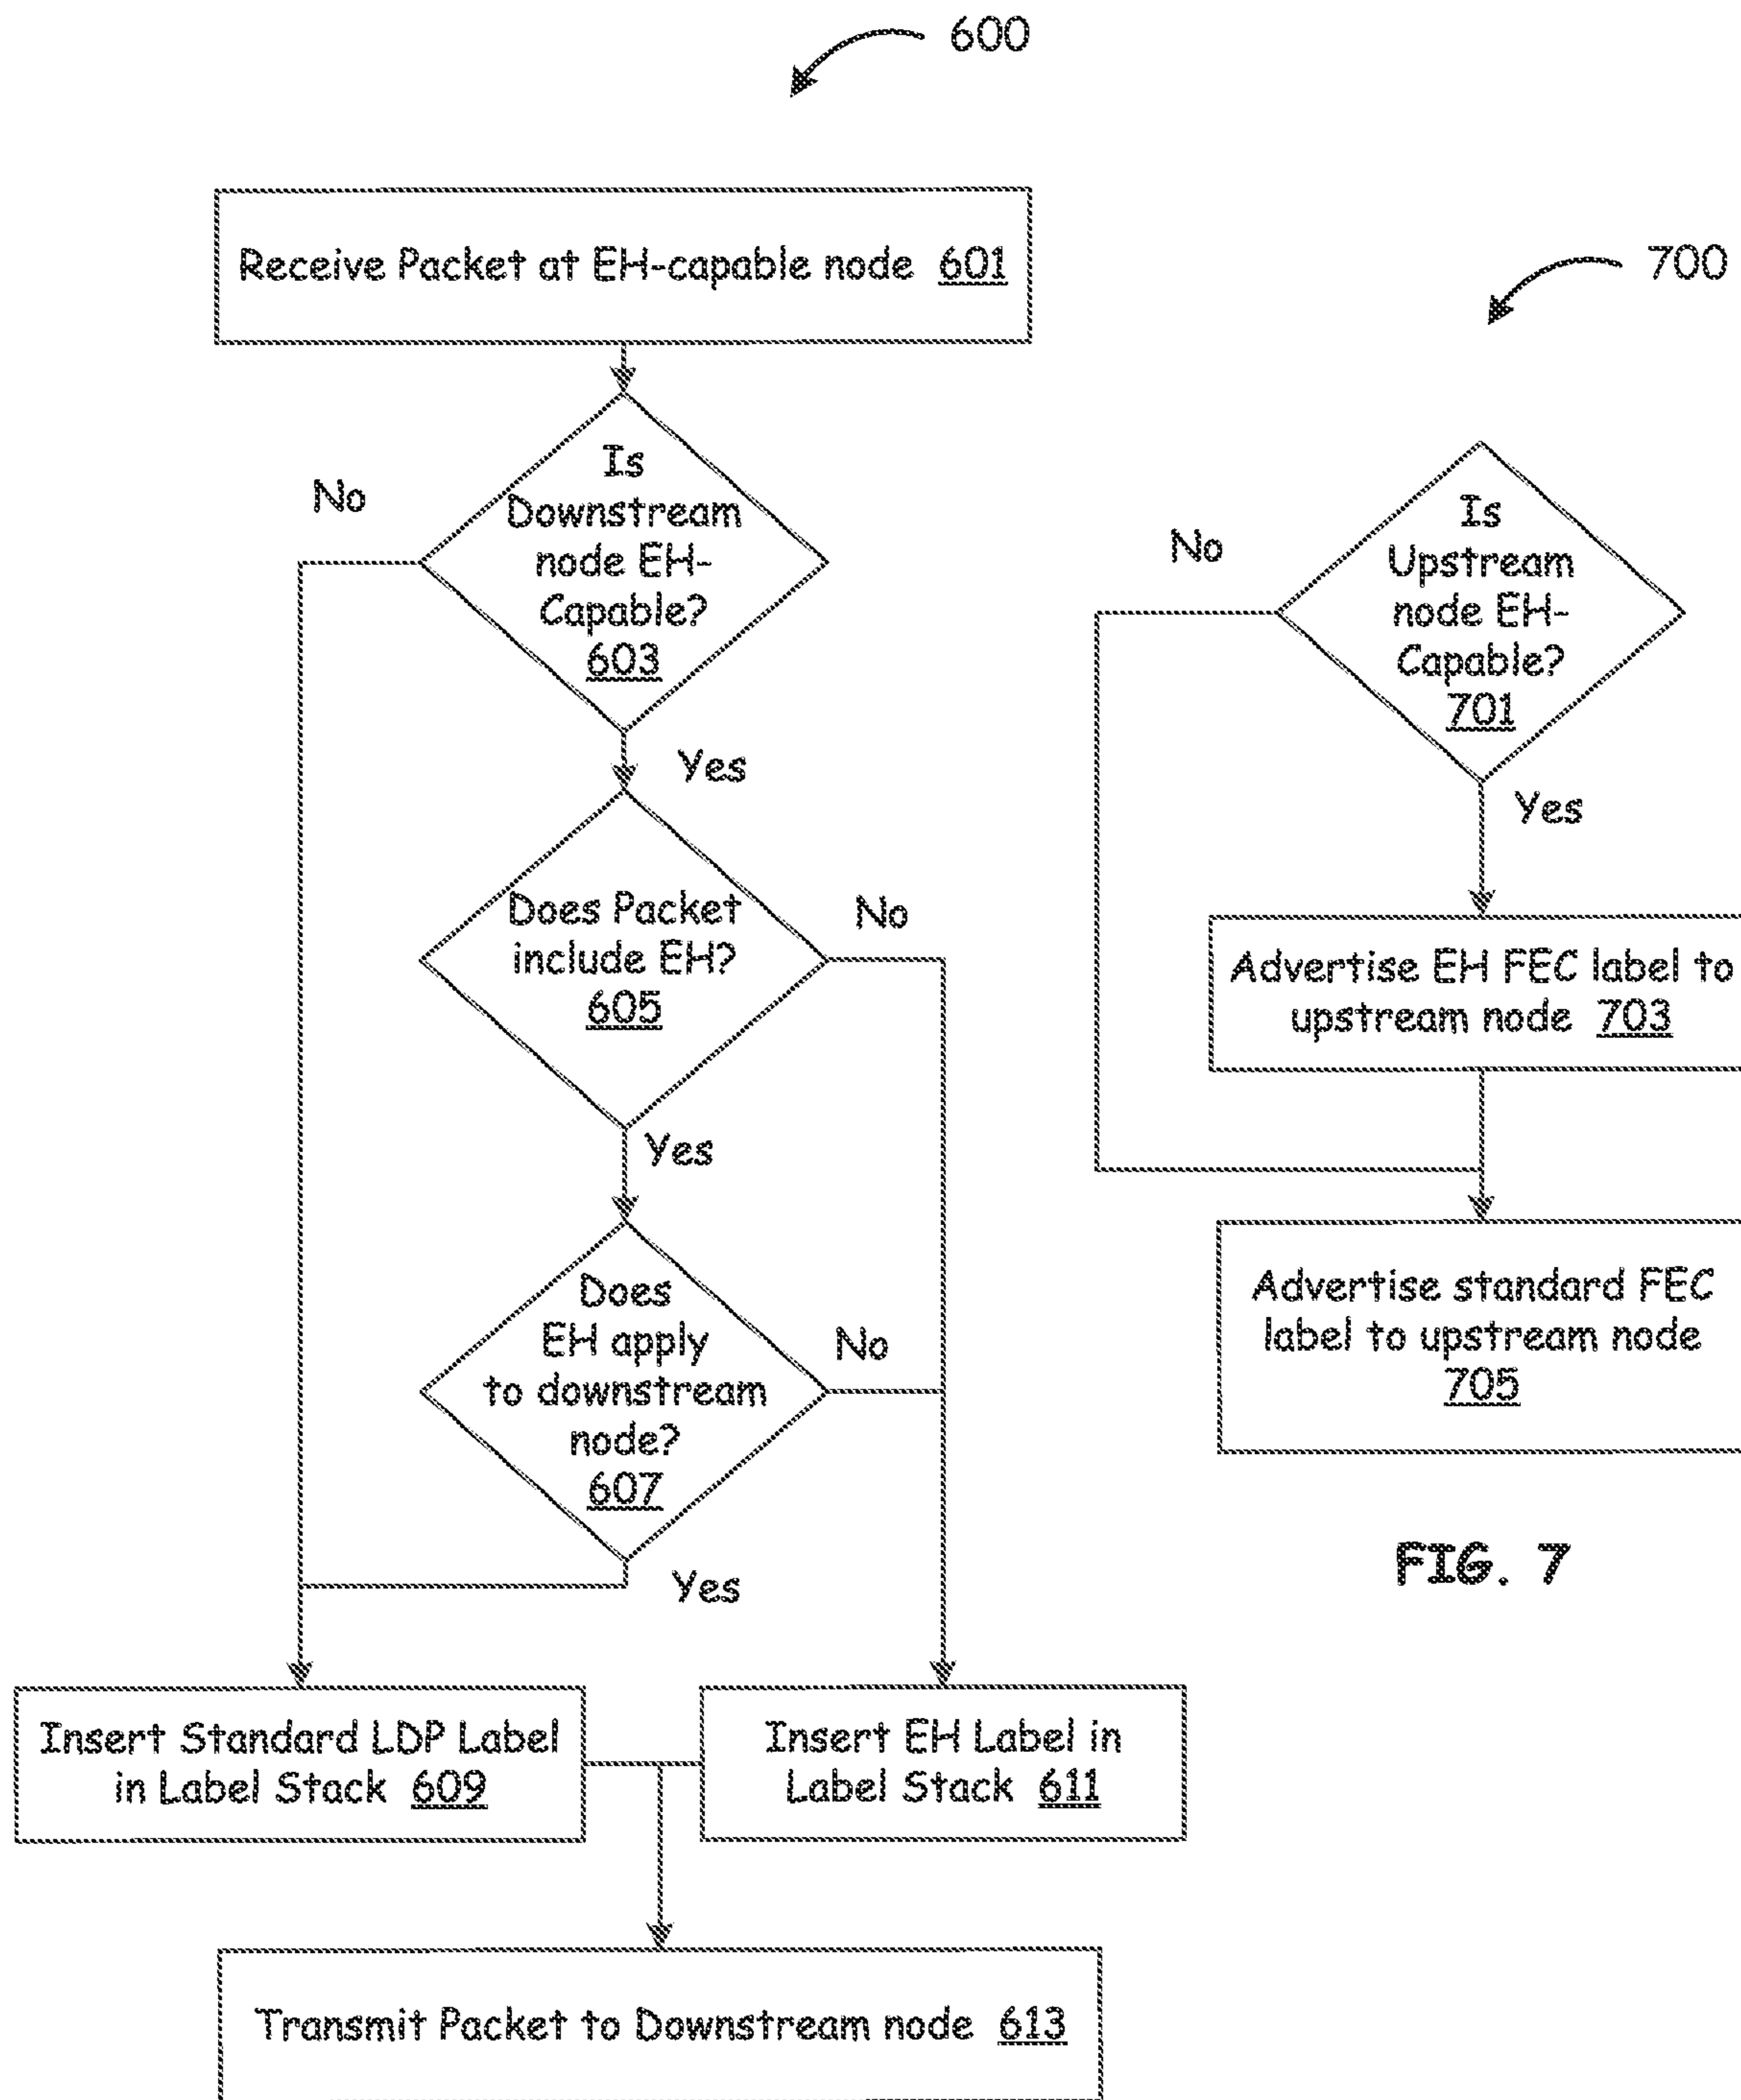 600
Receive Packet at EH-capable node 601
Is
Downstream
node EH-
Capable?
603
No
Yes
Does Packet
include EH?
605
No
Yes
Does
EH apply
to downstream
node?
607
No
Yes
Insert Standard LDP Label
in Label Stack 609
Insert EH Label in
Label Stack 611
Transmit Packet to Downstream node 613
700
Is
Upstream
node EH-
Capable?
701
No
Yes
Advertise EH FEC label to
upstream node 703
Advertise standard FEC
label to upstream node
705
FIG. 7